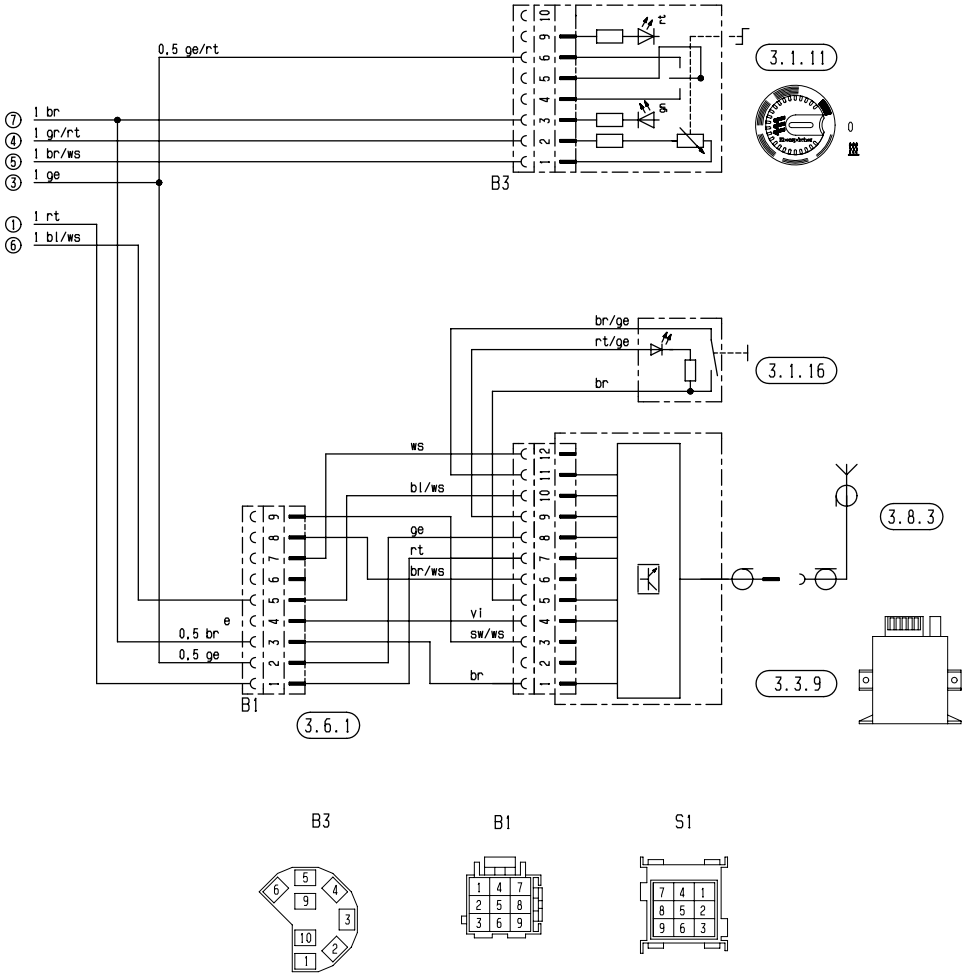 10
9 rt
0,5 ge/rt
6
3.1.11
5
4
7 1 br
3 gn
4 1 gr/rt
2
5 1 br/ws
1
3 1 ge
B3
Eberspächer
0
1 1 rt
6 1 bl/ws
br/ge
rt/ge
3.1.16
br
ws
12
11
bl/ws
10
9
9
3.8.3
8
ge
8
7
rt
7
6
br/ws
6
5
5
e
4
vi
4
0,5 br
3
sw/ws
3
0,5 ge
2
2
1
br
1
3.3.9
B1
3.6.1
B3
B1
S1
6 5 4
9
3
10
2
1
1 4 7
2 5 8
3 6 9
7 4 1
8 5 2
9 6 3